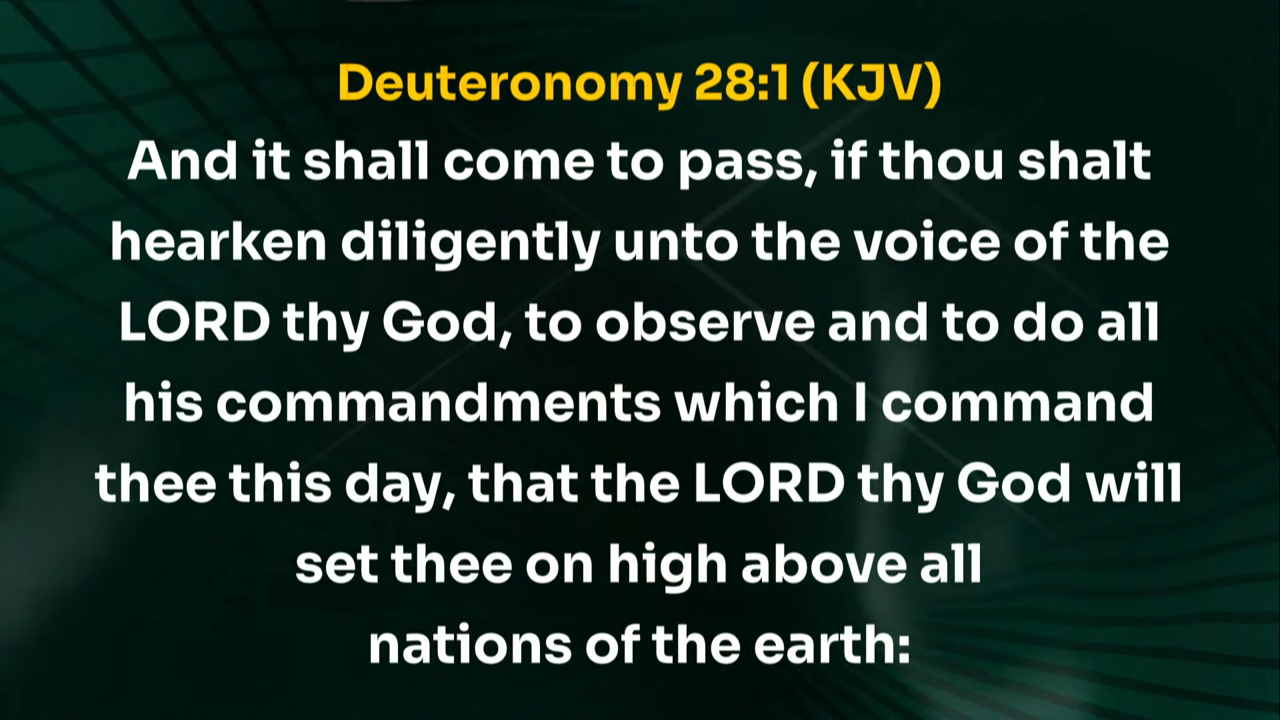 Deuteronomy 28:1 (KJV)
And it shall come to pass, if thou shalt
hearken diligently unto the voice of the
LORD thy God, to observe and to do all
his commandments which I command
thee this day, that the LORD thy God will
set thee on high above all
nations of the earth: